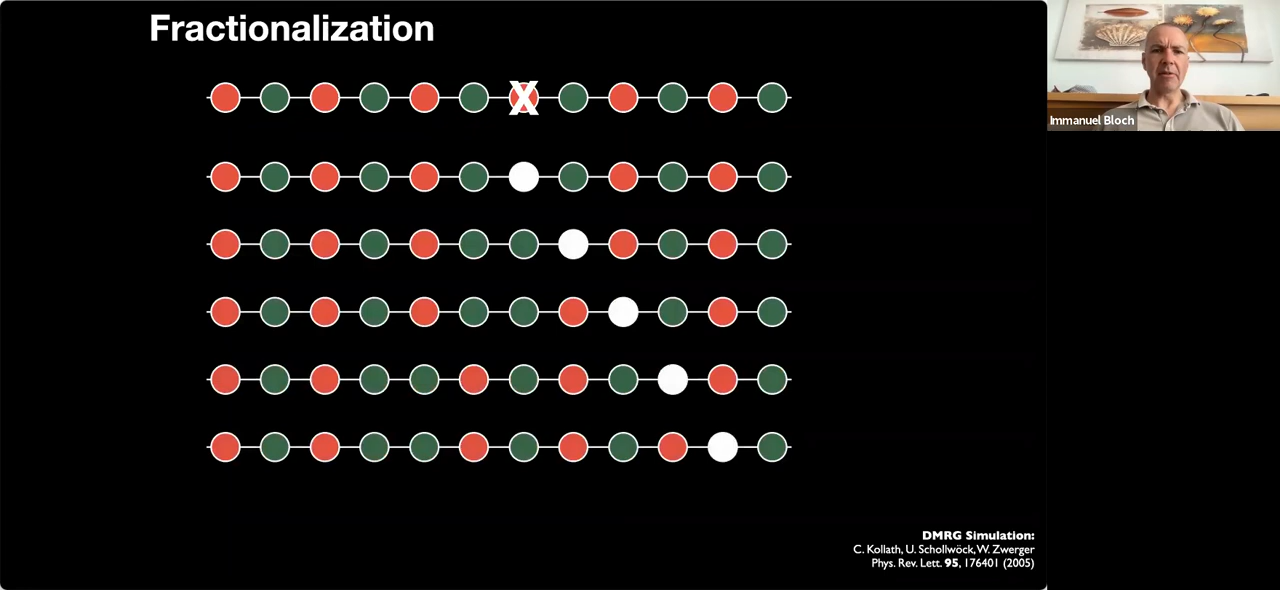 Fractionalization
X
Immanuel Bloch
DMRG Simulation:
C. Kollath, U. Schollwöck, W. Zwerger
Phys. Rev. Lett. 95, 176401 (2005)